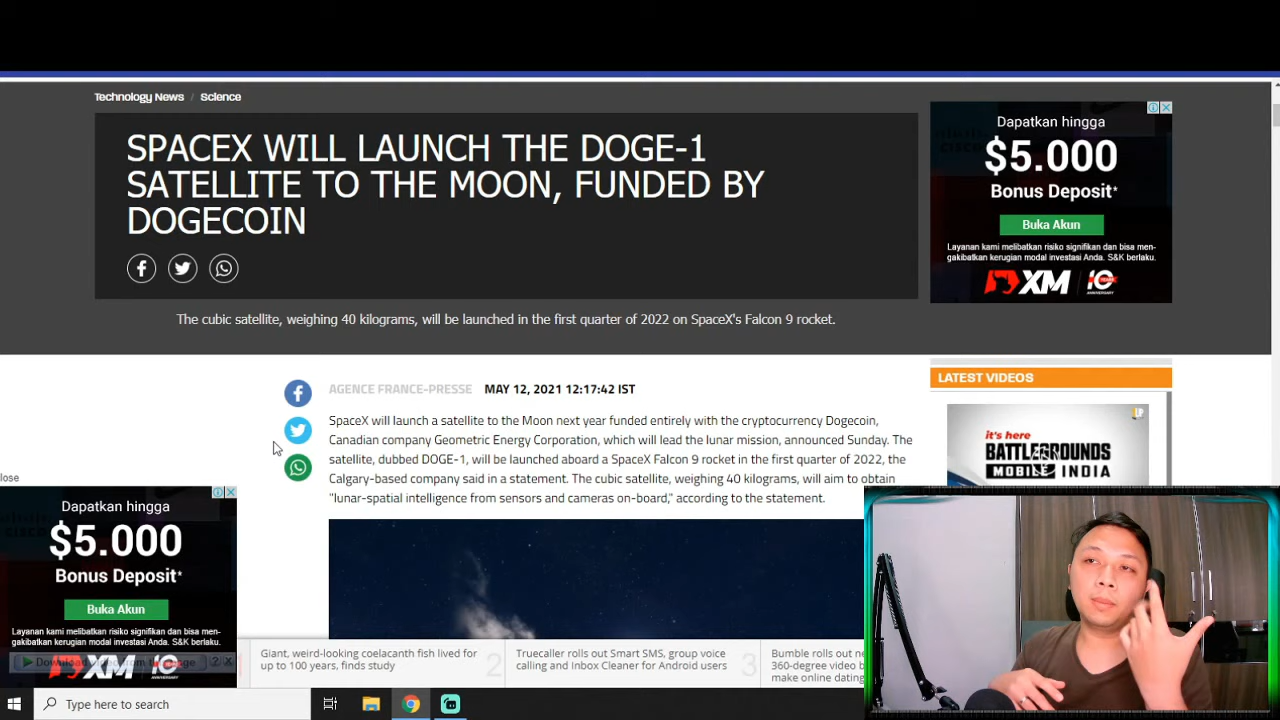 Technology News / Science
SPACEX WILL LAUNCH THE DOGE-1
SATELLITE TO THE MOON, FUNDED BY
DOGECOIN
The cubic satellite, weighing 40 kilograms, will be launched in the first quarter of 2022 on SpaceX's Falcon 9 rocket.
Dapatkan hingga
$5.000
Bonus Deposit*
Buka Akun
Layanan kami melibatkan risiko signifikan dan bisa men-
gakibatkan kerugian modal investasi Anda. S&K berlaku.
XM 10
AGENCE FRANCE-PRESSE MAY 12, 2021 12:17:42 IST
SpaceX will launch a satellite to the Moon next year funded entirely with the cryptocurrency Dogecoin,
Canadian company Geometric Energy Corporation, which will lead the lunar mission, announced Sunday. The
satellite, dubbed DOGE-1, will be launched aboard a SpaceX Falcon 9 rocket in the first quarter of 2022, the
Calgary-based company said in a statement. The cubic satellite, weighing 40 kilograms, will aim to obtain
"lunar-spatial intelligence from sensors and cameras on-board," according to the statement.
LATEST VIDEOS
it's here
BATTLEGROUNDS
MOBILE INDIA
lose
Dapatkan hingga
$5.000
Bonus Deposit*
Buka Akun
Layanan kami melibatkan risiko signifikan dan bisa men-
gakibatkan kerugian modal investasi Anda. S&K berlaku.
XM 10
Giant, weird-looking coelacanth fish lived for
up to 100 years, finds study
2
Truecaller rolls out Smart SMS, group voice
calling and Inbox Cleaner for Android users
3
Bumble rolls out ne
360-degree video b
make online dating
Type here to search